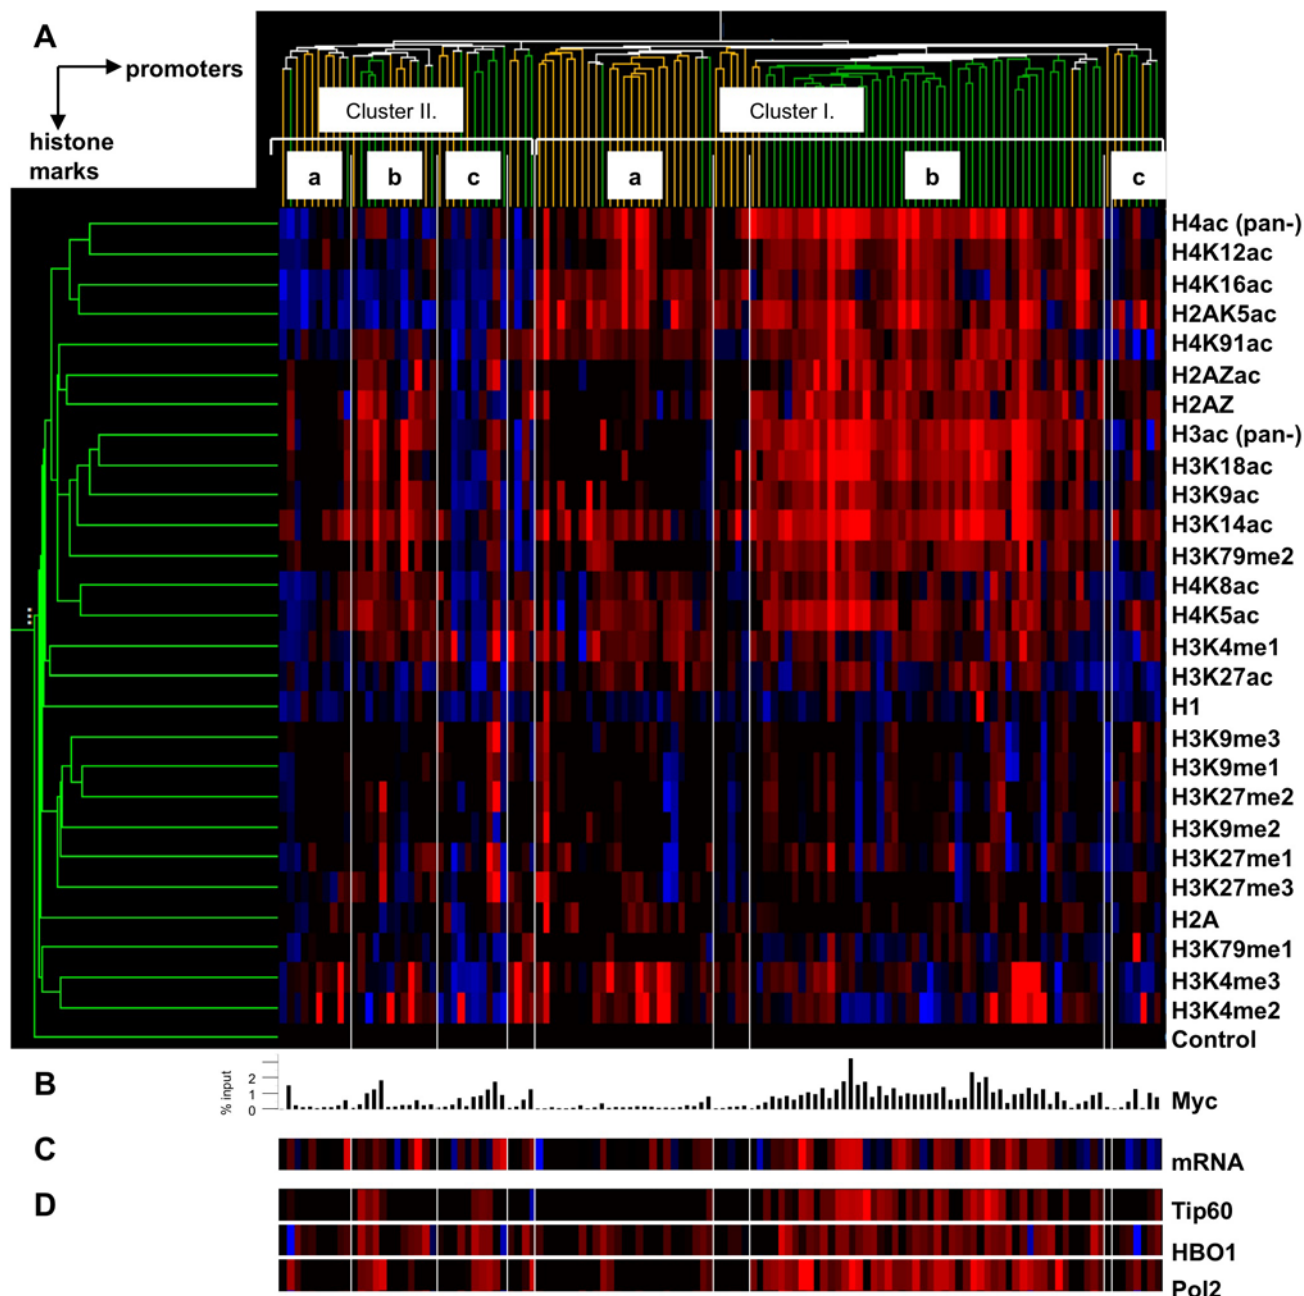 A
promoters
histone
marks
Cluster II.
Cluster I.
a
b
c
a
b
c
H4ac (pan-)
H4K12ac
H4K16ac
H2AK5ac
H4K91ac
H2AZac
H2AZ
H3ac (pan-)
H3K18ac
H3K9ac
H3K14ac
H3K79me2
H4K8ac
H4K5ac
H3K4me1
H3K27ac
H1
H3K9me3
H3K9me1
H3K27me2
H3K9me2
H3K27me1
H3K27me3
H2A
H3K79me1
H3K4me3
H3K4me2
Control
B
% input
2
1
0
Myc
C
mRNA
D
Tip60
HBO1
Pol2